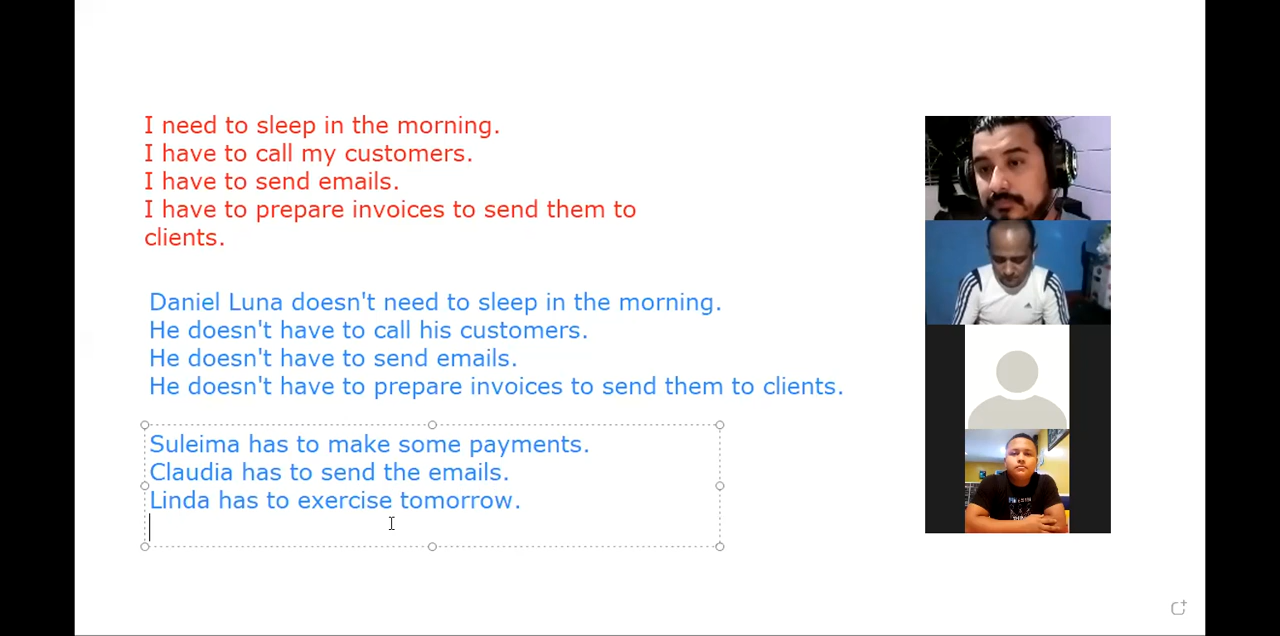 I need to sleep in the morning.
I have to call my customers.
I have to send emails.
I have to prepare invoices to send them to
clients.
Daniel Luna doesn't need to sleep in the morning.
He doesn't have to call his customers.
He doesn't have to send emails.
He doesn't have to prepare invoices to send them to clients.
Suleima has to make some payments.
Claudia has to send the emails.
Linda has to exercise tomorrow.